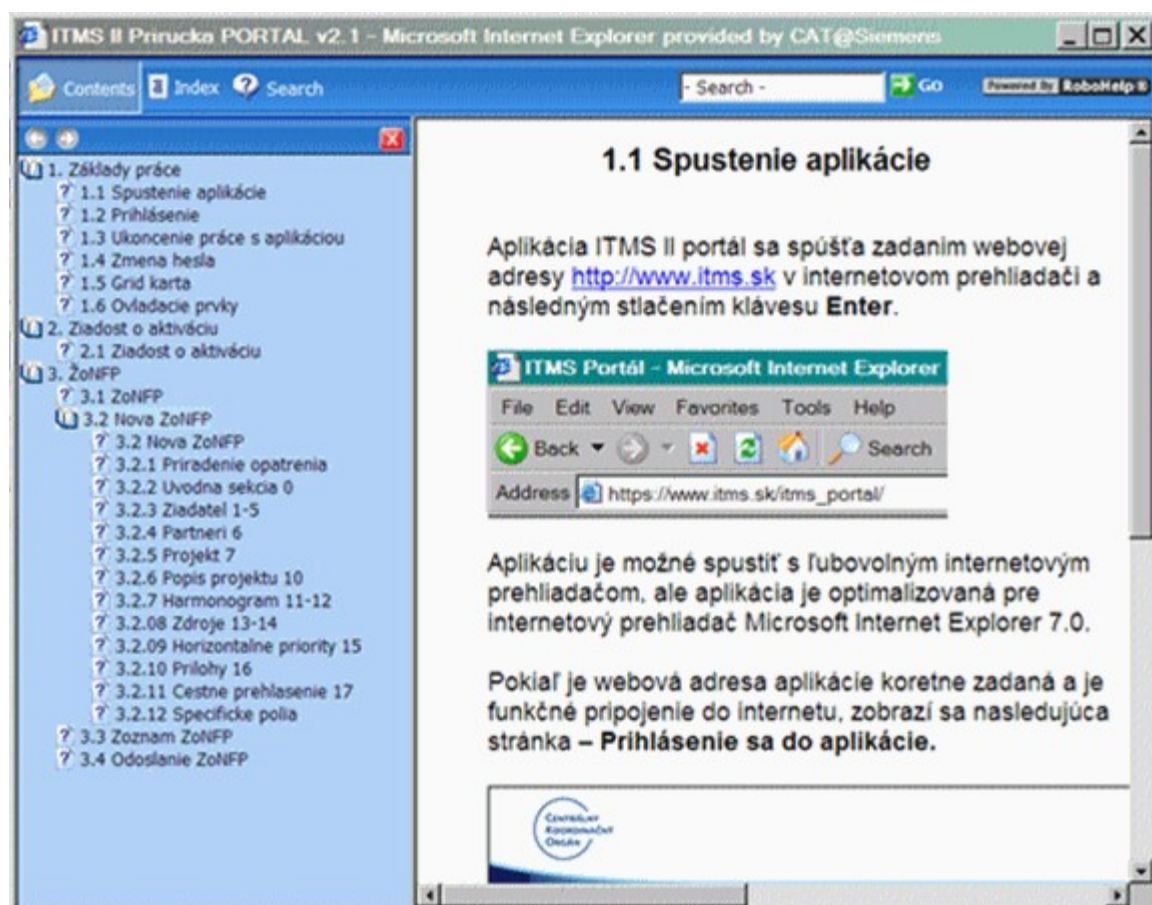 ITMS II Prirucka PORTAL v2.1 - Microsoft Internet Explorer provided by CAT@Siemens
Contents Index Search
- Search -
Go
Powered by RoboHelp
1. Základy práce
1.1 Spustenie aplikácie
1.2 Prihlásenie
1.3 Ukoncenie práce s aplikáciou
1.4 Zmena hesla
1.5 Grid karta
1.6 Ovladacie prvky
2. Ziadost o aktiváciu
2.1 Ziadost o aktiváciu
3. ŽoNFP
3.1 ZoNFP
3.2 Nova ZoNFP
3.2 Nova ZoNFP
3.2.1 Priradenie opatrenia
3.2.2 Uvodna sekcia 0
3.2.3 Ziadatel 1-5
3.2.4 Partneri 6
3.2.5 Projekt 7
3.2.6 Popis projektu 10
3.2.7 Harmonogram 11-12
3.2.08 Zdroje 13-14
3.2.09 Horizontalne priority 15
3.2.10 Prilohy 16
3.2.11 Cestne prehlasenie 17
3.2.12 Specificke polia
3.3 Zoznam ZoNFP
3.4 Odoslanie ZoNFP
1.1 Spustenie aplikácie
Aplikácia ITMS II portál sa spúšťa zadaním webovej
adresy http://www.itms.sk v internetovom prehliadači a
následným stlačením klávesu Enter.
ITMS Portál - Microsoft Internet Explorer
File Edit View Favorites Tools Help
Back Search
Address https://www.itms.sk/itms_portal/
Aplikáciu je možné spustiť s ľubovolným internetovým
prehliadačom, ale aplikácia je optimalizovaná pre
internetový prehliadač Microsoft Internet Explorer 7.0.
Pokiaľ je webová adresa aplikácie koretne zadaná a je
funkčné pripojenie do internetu, zobrazí sa nasledujúca
stránka – Prihlásenie sa do aplikácie.
Centrálny
Koordinačný
Orgán